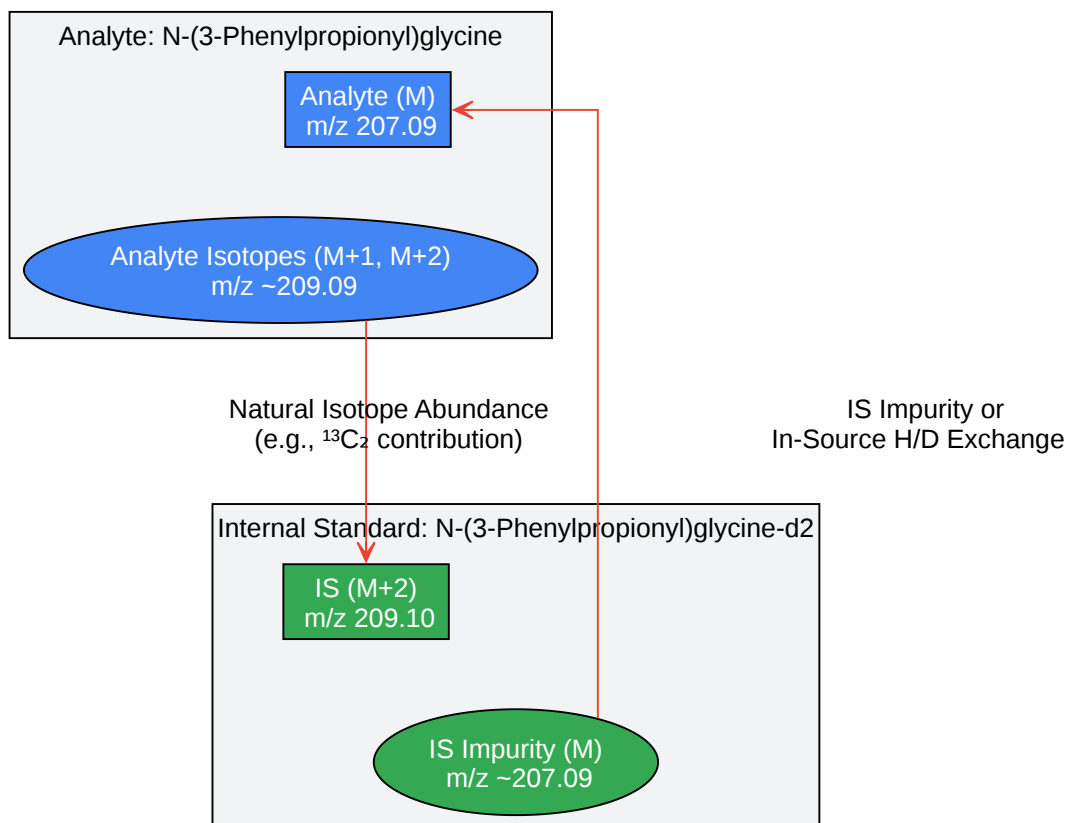 Analyte: N-(3-Phenylpropionyl)glycine
Analyte (M)
m/z 207.09
Analyte Isotopes (M+1, M+2)
m/z ~209.09
Natural Isotope Abundance
(e.g., ¹³C₂ contribution)
IS Impurity or
In-Source H/D Exchange
Internal Standard: N-(3-Phenylpropionyl)glycine-d2
IS (M+2)
m/z 209.10
IS Impurity (M)
m/z ~207.09